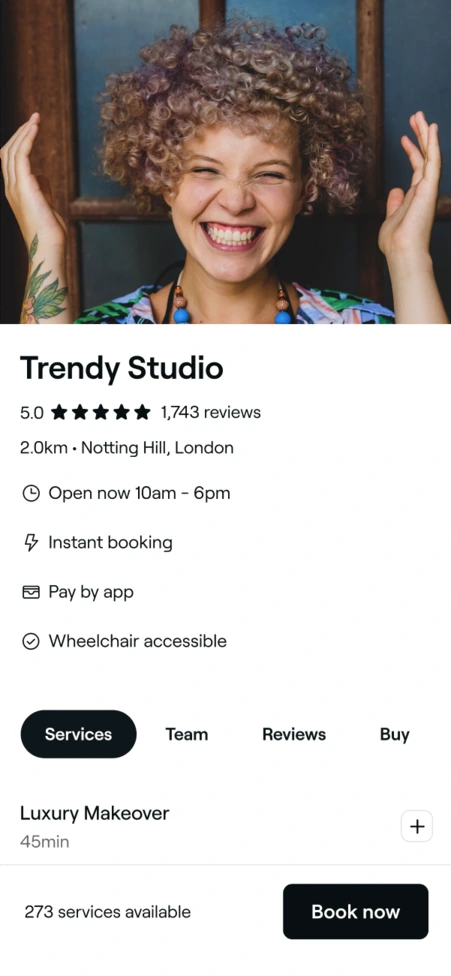 Trendy Studio
5.0 ★★★★★ 1,743 reviews
2.0km • Notting Hill, London
Open now 10am - 6pm
Instant booking
Pay by app
Wheelchair accessible
Services Team Reviews Buy
Luxury Makeover
45min
273 services available Book now